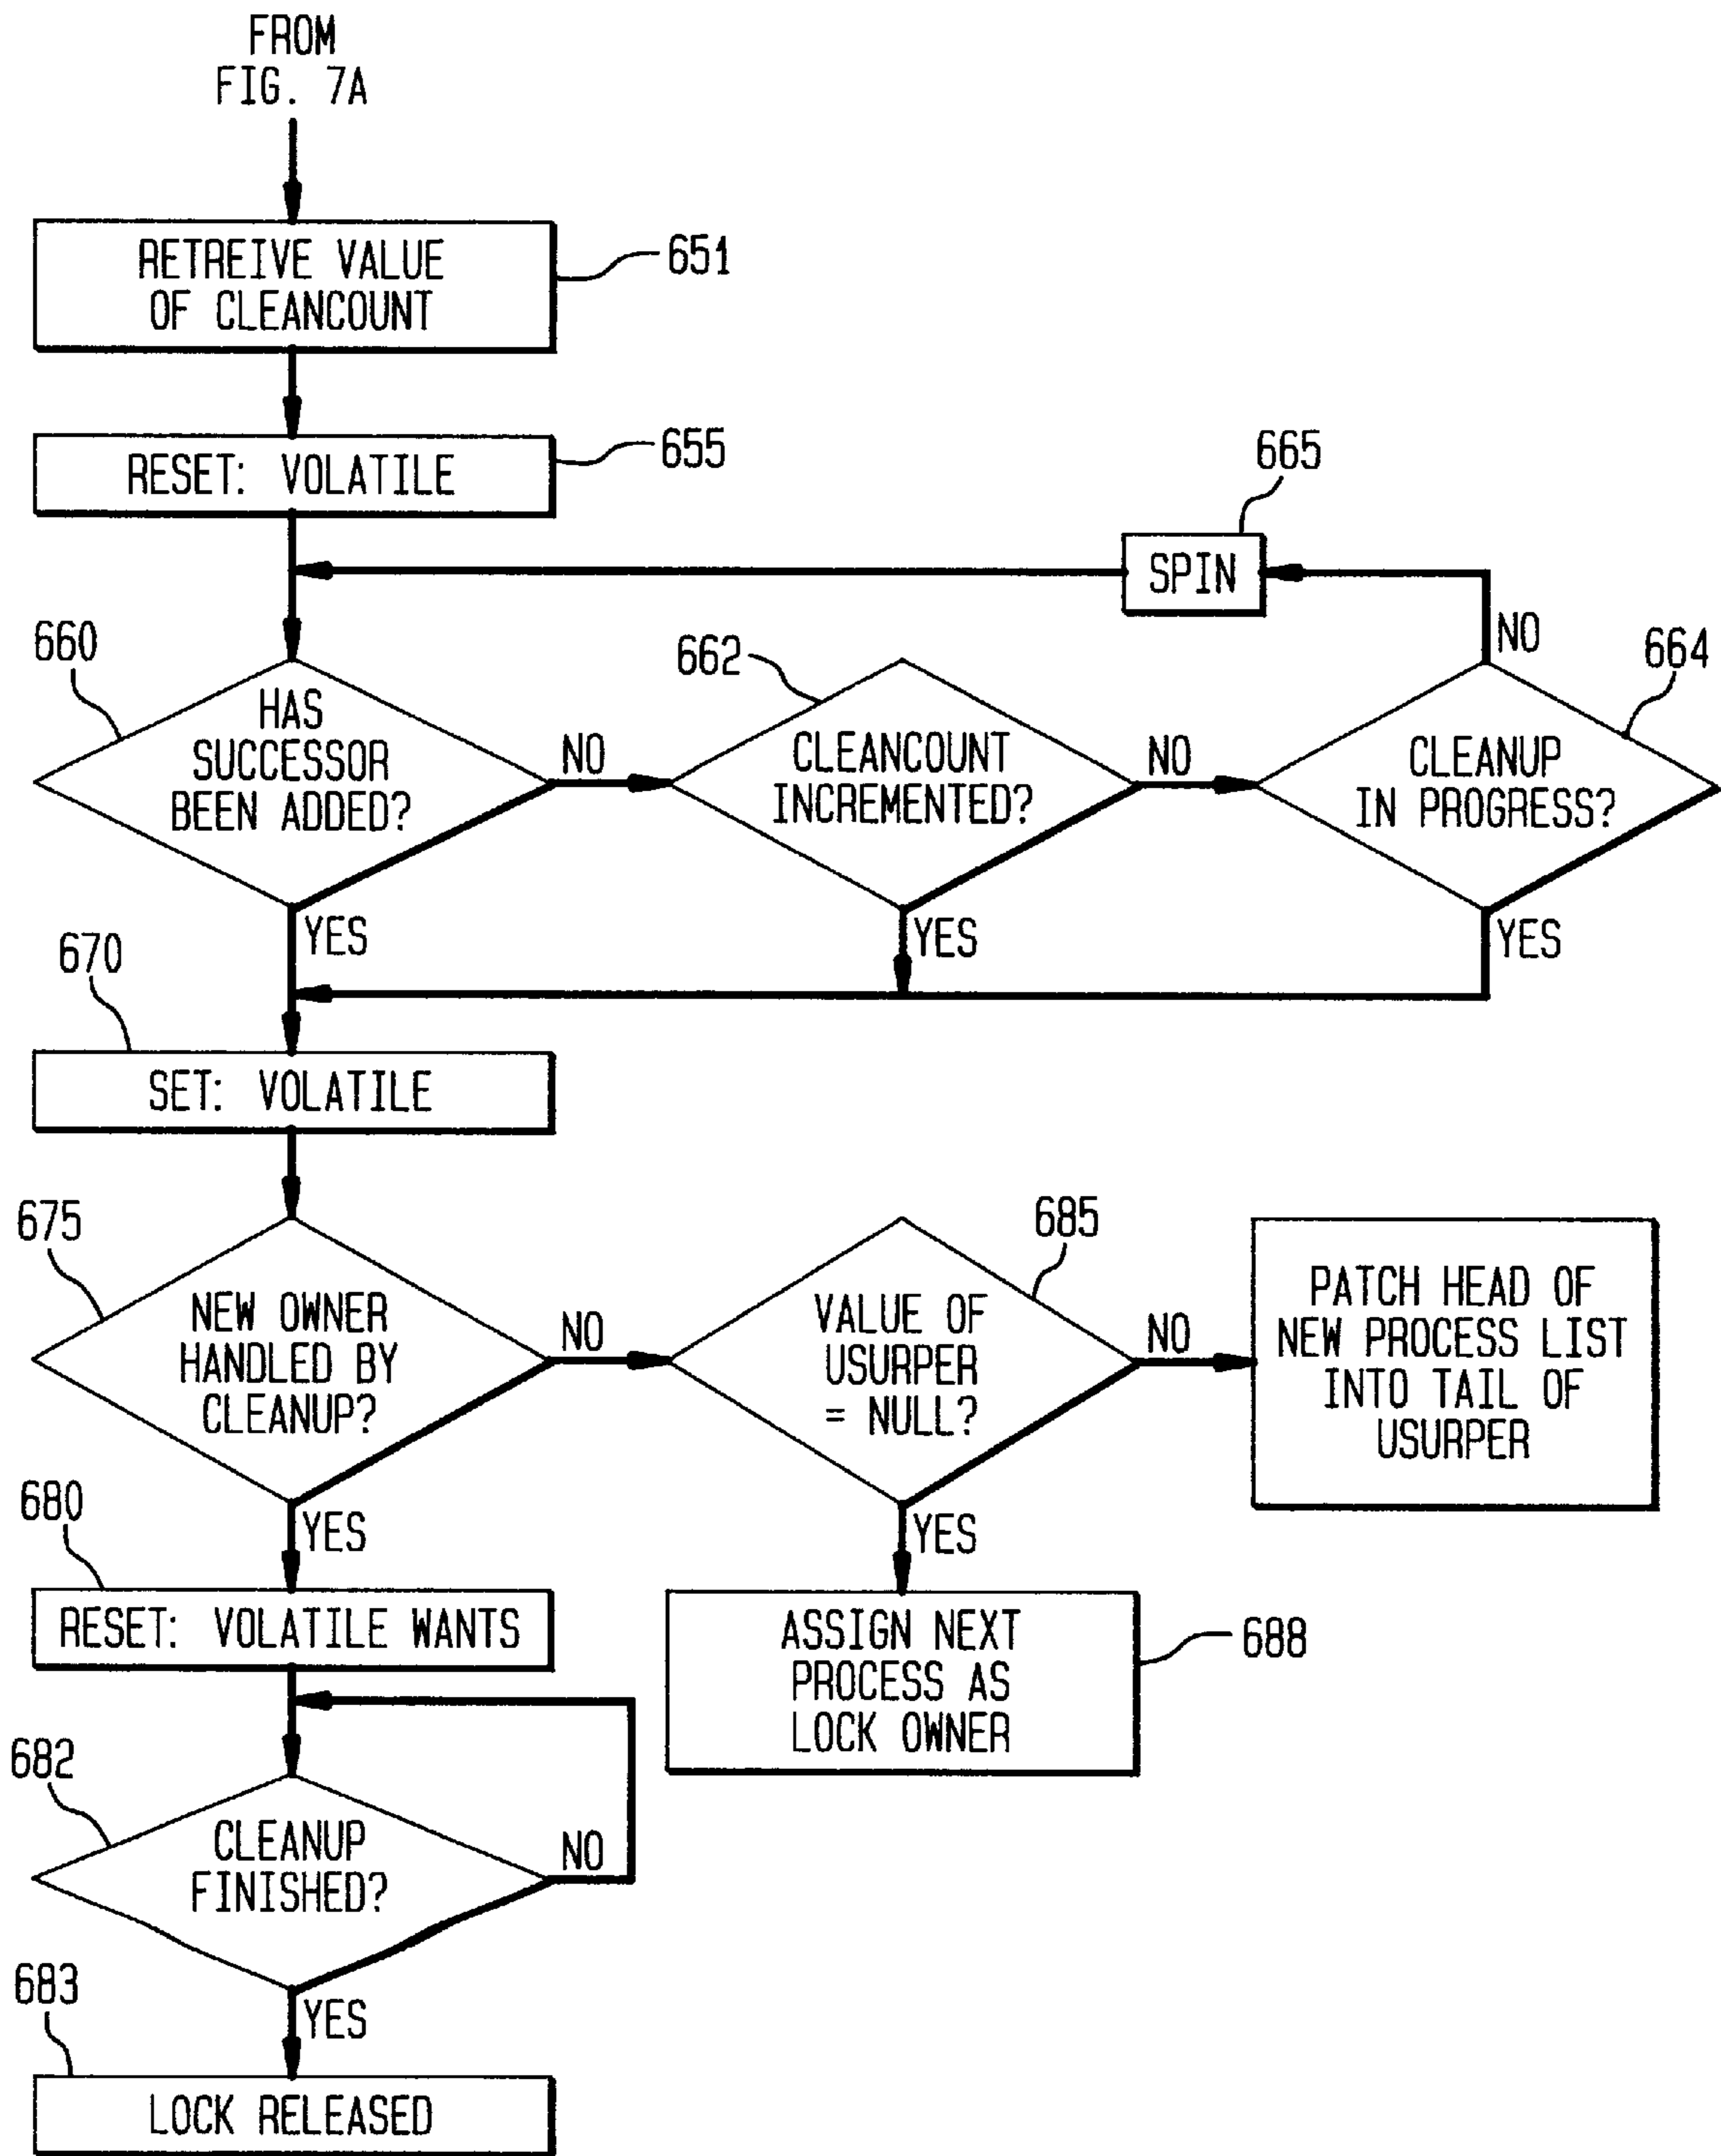 FROM
FIG. 7A
RETREIVE VALUE
OF CLEANCOUNT
651
RESET: VOLATILE
655
665
SPIN
NO
660
HAS
SUCCESSOR
BEEN ADDED?
NO
YES
662
CLEANCOUNT
INCREMENTED?
NO
YES
664
CLEANUP
IN PROGRESS?
YES
670
SET: VOLATILE
675
NEW OWNER
HANDLED BY
CLEANUP?
NO
YES
685
VALUE OF
USURPER
= NULL?
NO
YES
PATCH HEAD OF
NEW PROCESS LIST
INTO TAIL OF
USURPER
680
RESET: VOLATILE WANTS
ASSIGN NEXT
PROCESS AS
LOCK OWNER
688
682
CLEANUP
FINISHED?
NO
YES
683
LOCK RELEASED